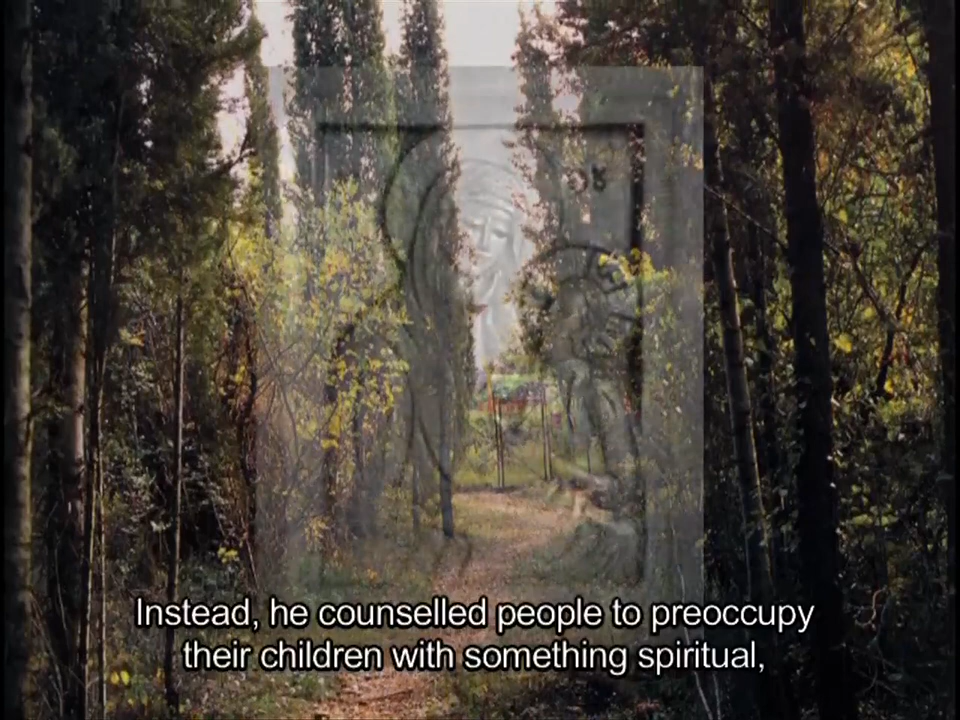 Instead, he counselled people to preoccupy
their children with something spiritual,